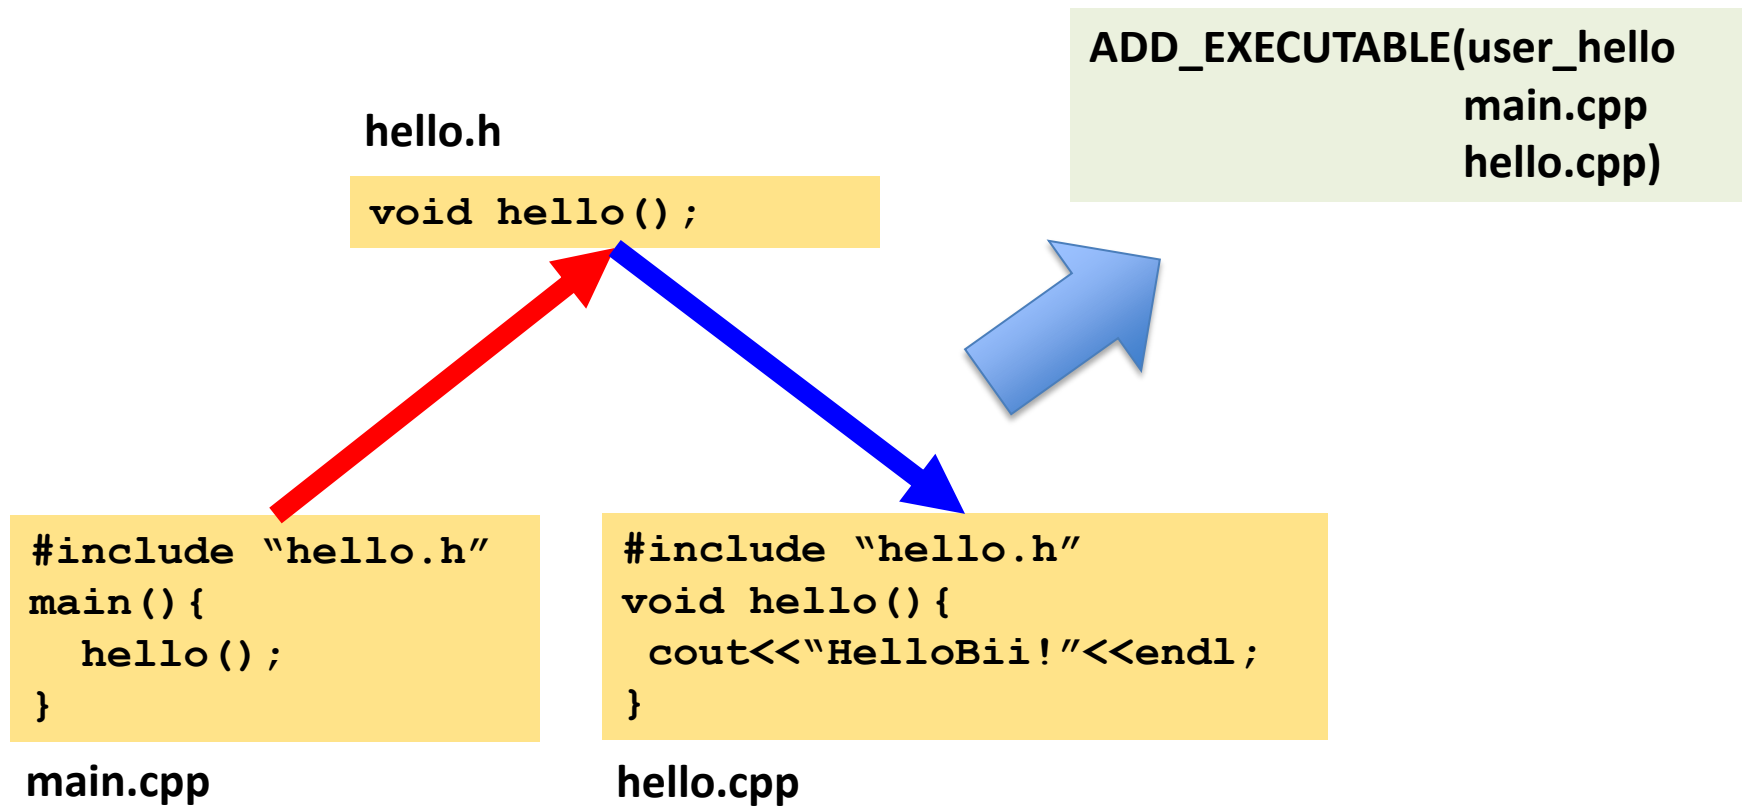 ADD_EXECUTABLE(user_hello
main.cpp
hello.cpp)
hello.h
void hello();
#include “hello.h”
main(){
  hello();
}
main.cpp
#include “hello.h”
void hello(){
 cout<<“HelloBii!”<<endl;
}
hello.cpp